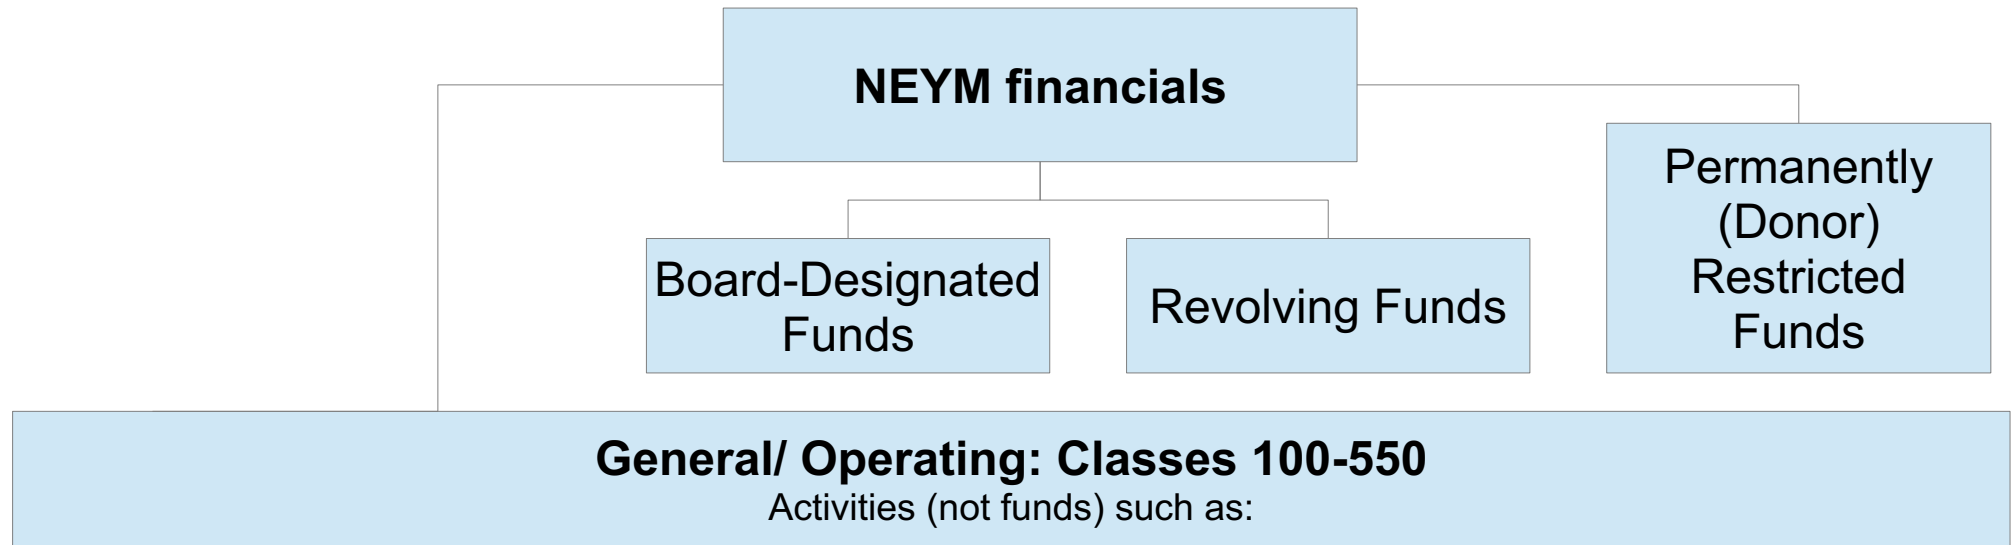 NEYM financials
Board-Designated
Funds
Revolving Funds
Permanently
(Donor)
Restricted
Funds
General/ Operating: Classes 100-550
Activities (not funds) such as: